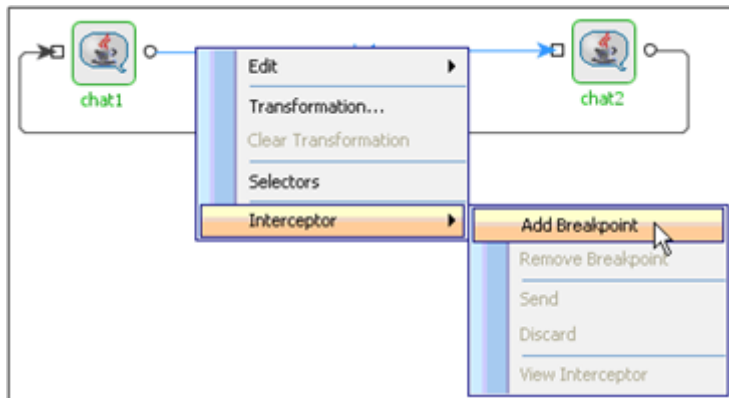 chat1
chat2
Edit
Transformation...
Clear Transformation
Selectors
Interceptor
Add Breakpoint
Remove Breakpoint
Send
Discard
View Interceptor